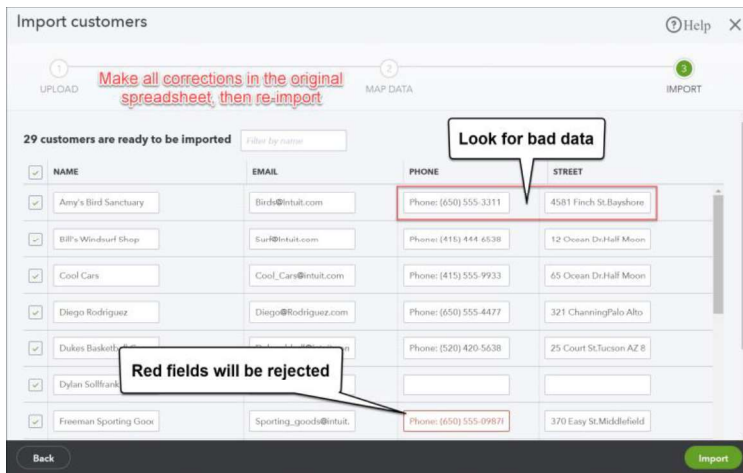 Import customers
Help
1
2
3
UPLOAD
MAP DATA
IMPORT
Make all corrections in the original
spreadsheet, then re-import
29 customers are ready to be imported
Filter by name
Look for bad data
NAME EMAIL PHONE STREET
Amy's Bird Sanctuary Birds@Intuit.com Phone: (650) 555-3311 4581 Finch St.Bayshore
Bill's Windsurf Shop Surf@Intuit.com Phone: (415) 444-6538 12 Ocean Dr.Half Moon
Cool Cars Cool_Cars@intuit.com Phone: (415) 555-9933 65 Ocean Dr.Half Moon
Diego Rodriguez Diego@Rodriguez.com Phone: (650) 555-4477 321 ChanningPalo Alto
Dukes Phone: (520) 420-5638 25 Court St.Tucson AZ 8
Red fields will be rejected
Dylan Sollfrank
Freeman Sporting Sporting_goods@intuit. Phone: (650) 555-0987 370 Easy St.Middlefield
Back
Import